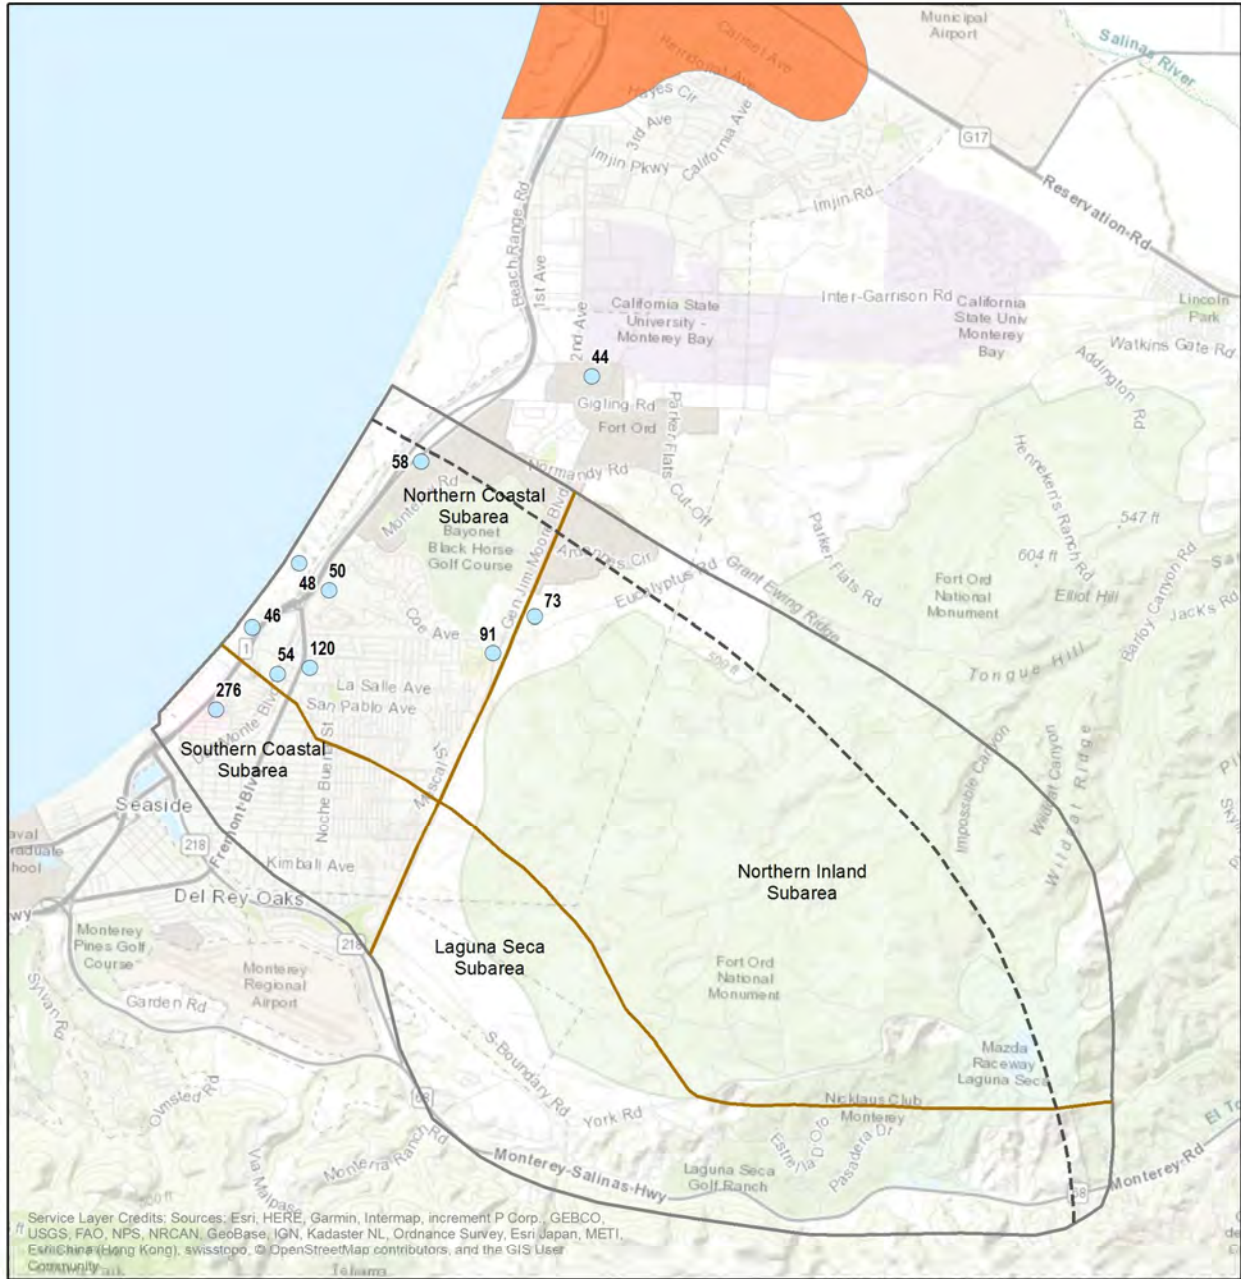 1
Municipal
Airport
Salinas
River
Carmel Ave
Reindollar Ave
Hayes Cir
3rd Ave
California Ave
Imjin Pkwy
G17
Imjin Rd
Reservation Rd
Beach Range Rd
1st Ave
2nd Ave
California State
University -
Monterey Bay
Inter-Garrison Rd
California
State Univ
Monterey
Bay
Lincoln
Park
Watkins Gate Rd
Addington Rd
44
Gigling Rd
Fort Ord
Parker Flats
Cut-Off
Henneken's Ranch Rd
547 ft
58
Normandy Rd
Northern Coastal
Subarea
Bayonet
Black Horse
Golf Course
Gen Jim Moore Blvd
Ardennes Cir
Parker Flats Rd
604 ft
Fort Ord
National
Monument
Elliot Hill
Barloy Canyon Rd
Jack's Rd
48
50
Eucalyptus Rd
Grant Ewing Ridge
46
73
Coe Ave
91
500 ft
Tongue Hill
1
54
120
276
La Salle Ave
San Pablo Ave
Southern Coastal
Subarea
Noche Buena St
Mescal St
Impossible Canyon
Wildcat Canyon
Wildcat Ridge
Seaside
218
Fremont Blvd
Kimball Ave
Northern Inland
Subarea
Del Rey Oaks
218
Monterey
Pines Golf
Course
Laguna Seca
Subarea
Monterey
Regional
Airport
Fort Ord
National
Monument
Sylvan Rd
Garden Rd
S Boundary Rd
Mazda
Raceway
Laguna Seca
Olmsted Rd
68
York Rd
Nicklaus Club
Monterey
Estrella D'Oro
Pasadera Dr
Monterra Ranch Rd
Monterey-Salinas Hwy
Laguna Seca
Golf Ranch
68
Monterey-Rd
Via Malpaso
Service Layer Credits: Sources: Esri, HERE, Garmin, Intermap, increment P Corp., GEBCO,
USGS, FAO, NPS, NRCAN, GeoBase, IGN, Kadaster NL, Ordnance Survey, Esri Japan, METI,
Esri China (Hong Kong), swisstopo, © OpenStreetMap contributors, and the GIS User
Community